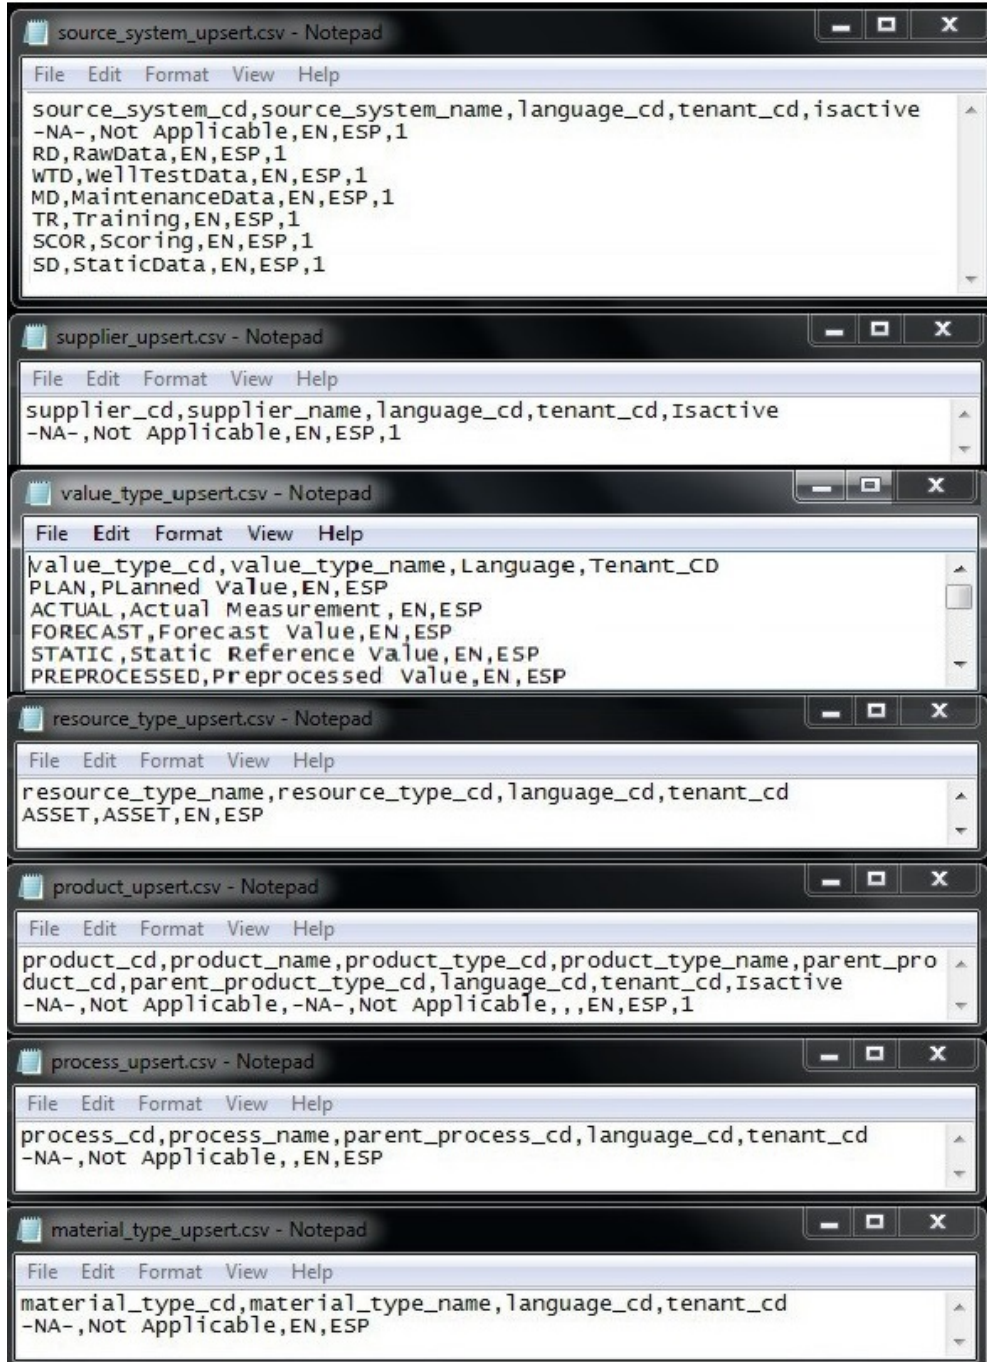 source_system_upsert.csv - Notepad
File Edit Format View Help
source_system_cd,source_system_name,language_cd,tenant_cd,isactive
-NA-,Not Applicable,EN,ESP,1
RD,RawData,EN,ESP,1
WTD,WellTestData,EN,ESP,1
MD,MaintenanceData,EN,ESP,1
TR,Training,EN,ESP,1
SCOR,Scoring,EN,ESP,1
SD,StaticData,EN,ESP,1
supplier_upsert.csv - Notepad
File Edit Format View Help
supplier_cd,supplier_name,language_cd,tenant_cd,Isactive
-NA-,Not Applicable,EN,ESP,1
value_type_upsert.csv - Notepad
File Edit Format View Help
value_type_cd,value_type_name,Language,Tenant_CD
PLAN,PLanned Value,EN,ESP
ACTUAL,Actual Measurement,EN,ESP
FORECAST,Forecast Value,EN,ESP
STATIC,Static Reference Value,EN,ESP
PREPROCESSED,Preprocessed Value,EN,ESP
resource_type_upsert.csv - Notepad
File Edit Format View Help
resource_type_name,resource_type_cd,language_cd,tenant_cd
ASSET,ASSET,EN,ESP
product_upsert.csv - Notepad
File Edit Format View Help
product_cd,product_name,product_type_cd,product_type_name,parent_pro
duct_cd,parent_product_type_cd,language_cd,tenant_cd,Isactive
-NA-,Not Applicable,-NA-,Not Applicable,,,EN,ESP,1
process_upsert.csv - Notepad
File Edit Format View Help
process_cd,process_name,parent_process_cd,language_cd,tenant_cd
-NA-,Not Applicable,,EN,ESP
material_type_upsert.csv - Notepad
File Edit Format View Help
material_type_cd,material_type_name,language_cd,tenant_cd
-NA-,Not Applicable,EN,ESP